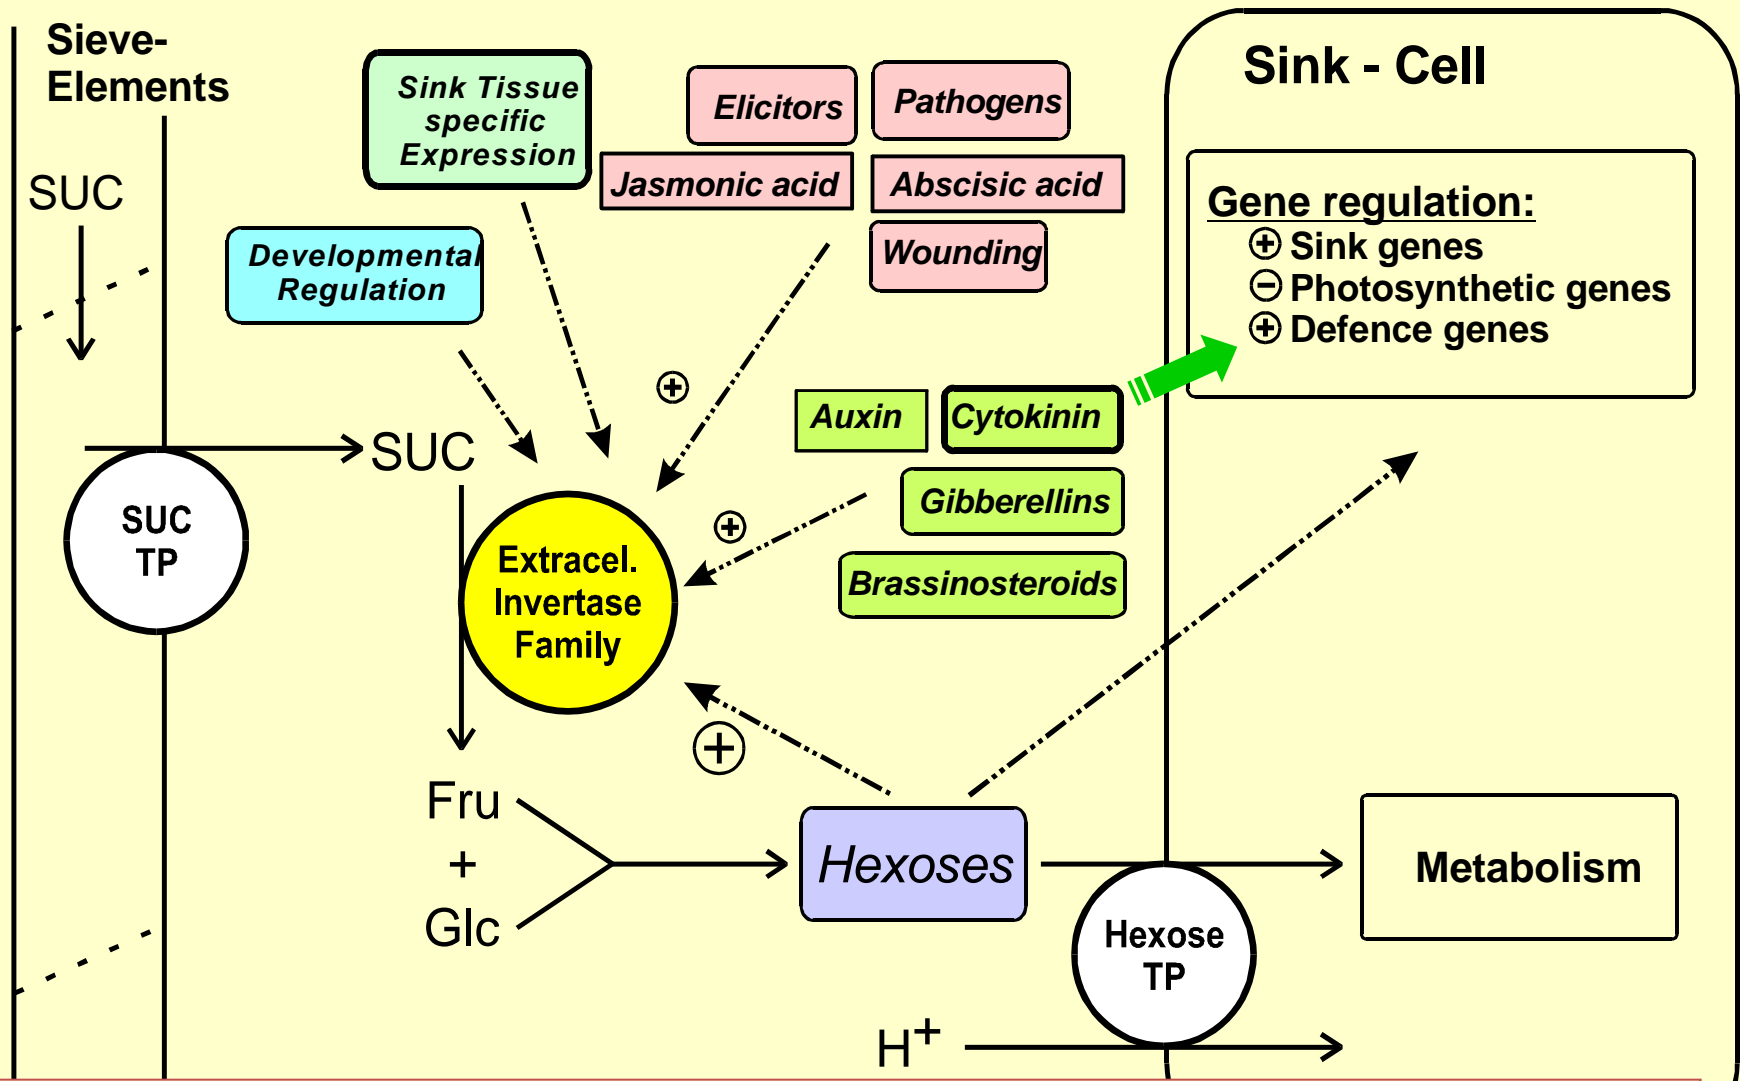 Sieve-
Elements
SUC
Sink Tissue
specific
Expression
Developmental
Regulation
Elicitors
Pathogens
Jasmonic acid
Abscisic acid
Wounding
Sink - Cell
Gene regulation:
⊕ Sink genes
⊖ Photosynthetic genes
⊕ Defence genes
⊕
Auxin
Cytokinin
Gibberellins
Brassinosteroids
⊕
SUC
SUC
TP
Extracel.
Invertase
Family
⊕
Fru
+
Glc
Hexoses
Metabolism
Hexose
TP
H+